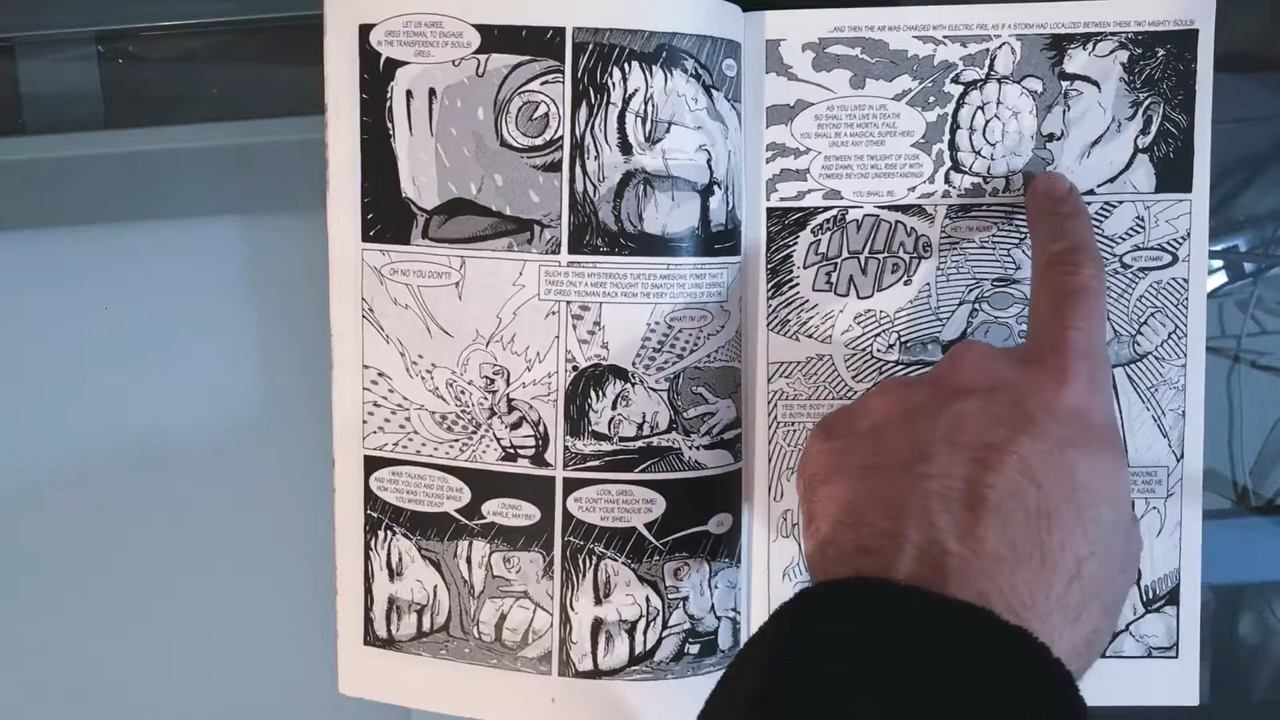 LET US AGREE,
GREG YEOMAN, TO ENGAGE
IN THE TRANSFERENCE OF SOULS!
GREG...
OH NO YOU DON'T!!
SUCH IS THIS MYSTERIOUS TURTLE'S AWESOME POWER THAT IT
TAKES ONLY A MERE THOUGHT TO SNATCH THE LIVING ESSENCE
OF GREG YEOMAN BACK FROM THE VERY CLUTCHES OF DEATH.
WHAT! I'M UP!
I WAS TALKING TO YOU,
AND HERE YOU GO AND DIE ON ME.
HOW LONG WAS I TALKING WHILE
YOU WHERE DEAD?
I DUNNO.
A WHILE, MAYBE?
LOOK, GREG,
WE DON'T HAVE MUCH TIME!
PLACE YOUR TONGUE ON
MY SHELL!
...AND THEN THE AIR WAS CHARGED WITH ELECTRIC FIRE, AS IF A STORM HAD LOCALIZED BETWEEN THESE TWO MIGHTY SOULS!
AS YOU LIVED IN LIFE,
SO SHALL YEA LIVE IN DEATH!
BEYOND THE MORTAL PALE,
YOU SHALL BE A MAGICAL SUPER HERO
UNLIKE ANY OTHER!
BETWEEN THE TWILIGHT OF DUSK
AND DAWN, YOU WILL RISE UP WITH
POWERS BEYOND UNDERSTANDING!
YOU SHALL BE:
THE
LIVING
END!
HEY, I'M ALIVE!
HOT DAMN!
YES! THE BODY OF
IS BOTH
ANNOUNCE
AND HE
AGAIN.